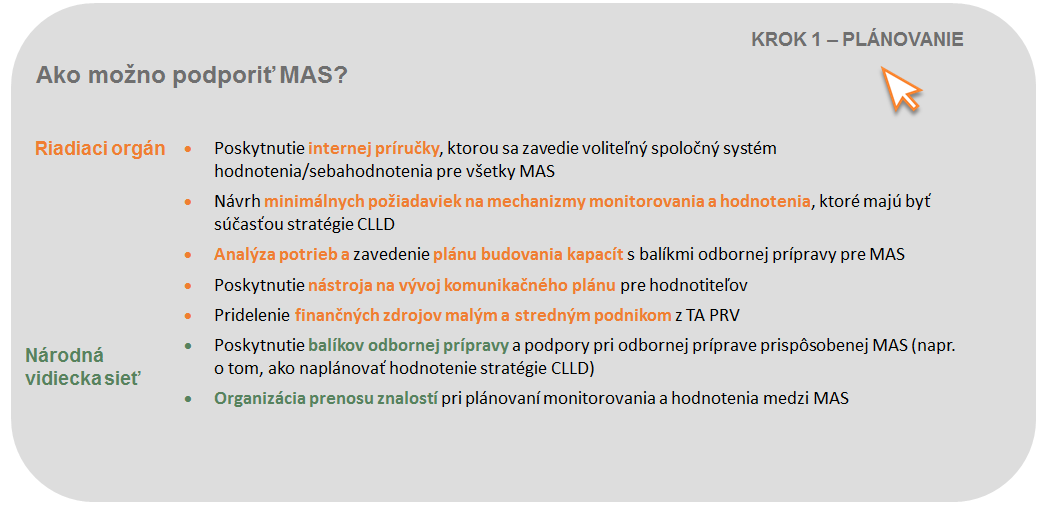 KROK 1 – PLÁNOVANIE
Ako možno podporiť MAS?
Riadiaci orgán
• Poskytnutie internej príručky, ktorou sa zavedie voliteľný spoločný systém
hodnotenia/sebahodnotenia pre všetky MAS
• Návrh minimálnych požiadaviek na mechanizmy monitorovania a hodnotenia, ktoré majú byť
súčasťou stratégie CLLD
• Analýza potrieb a zavedenie plánu budovania kapacít s balíkmi odbornej prípravy pre MAS
• Poskytnutie nástroja na vývoj komunikačného plánu pre hodnotiteľov
• Pridelenie finančných zdrojov malým a stredným podnikom z TA PRV
Národná
vidiecka sieť
• Poskytnutie balíkov odbornej prípravy a podpory pri odbornej príprave prispôsobenej MAS (napr.
o tom, ako naplánovať hodnotenie stratégie CLLD)
• Organizácia prenosu znalostí pri plánovaní monitorovania a hodnotenia medzi MAS